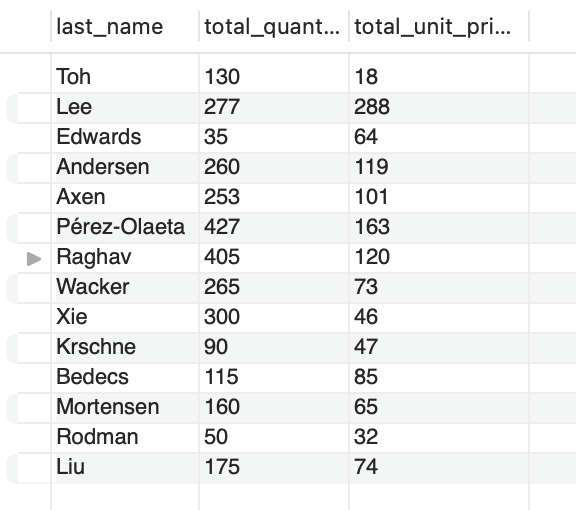 last_name total_quant... total_unit_pri...
Toh 130 18
Lee 277 288
Edwards 35 64
Andersen 260 119
Axen 253 101
Pérez-Olaeta 427 163
Raghav 405 120
Wacker 265 73
Xie 300 46
Krschne 90 47
Bedecs 115 85
Mortensen 160 65
Rodman 50 32
Liu 175 74